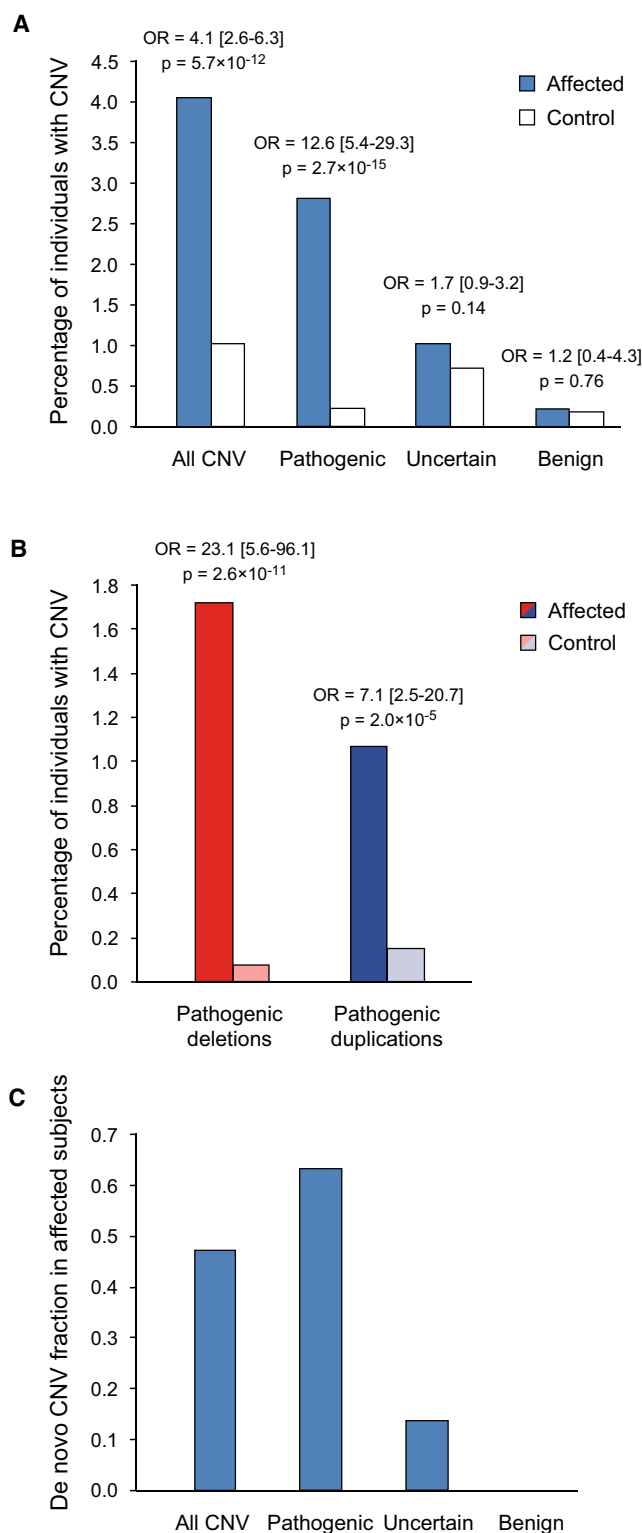 A
OR = 4.1 [2.6-6.3]
p = 5.7×10-12
4.5
4.0
3.5
3.0
2.5
2.0
1.5
1.0
0.5
0.0
Percentage of individuals with CNV
Affected
Control
OR = 12.6 [5.4-29.3]
p = 2.7×10-15
OR = 1.7 [0.9-3.2]
p = 0.14
OR = 1.2 [0.4-4.3]
p = 0.76
All CNV Pathogenic Uncertain Benign
B
OR = 23.1 [5.6-96.1]
p = 2.6×10-11
1.8
1.6
1.4
1.2
1.0
0.8
0.6
0.4
0.2
0.0
Percentage of individuals with CNV
Affected
Control
OR = 7.1 [2.5-20.7]
p = 2.0×10-5
Pathogenic deletions
Pathogenic duplications
C
0.7
0.6
0.5
0.4
0.3
0.2
0.1
0.0
De novo CNV fraction in affected subjects
All CNV Pathogenic Uncertain Benign